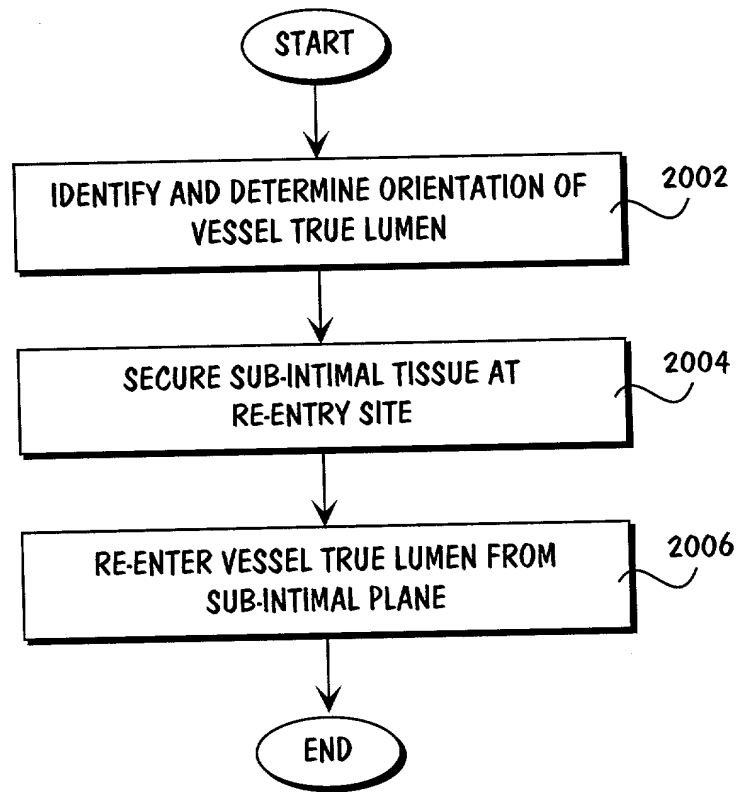 START
IDENTIFY AND DETERMINE ORIENTATION OF
VESSEL TRUE LUMEN
2002
SECURE SUB-INTIMAL TISSUE AT
RE-ENTRY SITE
2004
RE-ENTER VESSEL TRUE LUMEN FROM
SUB-INTIMAL PLANE
2006
END